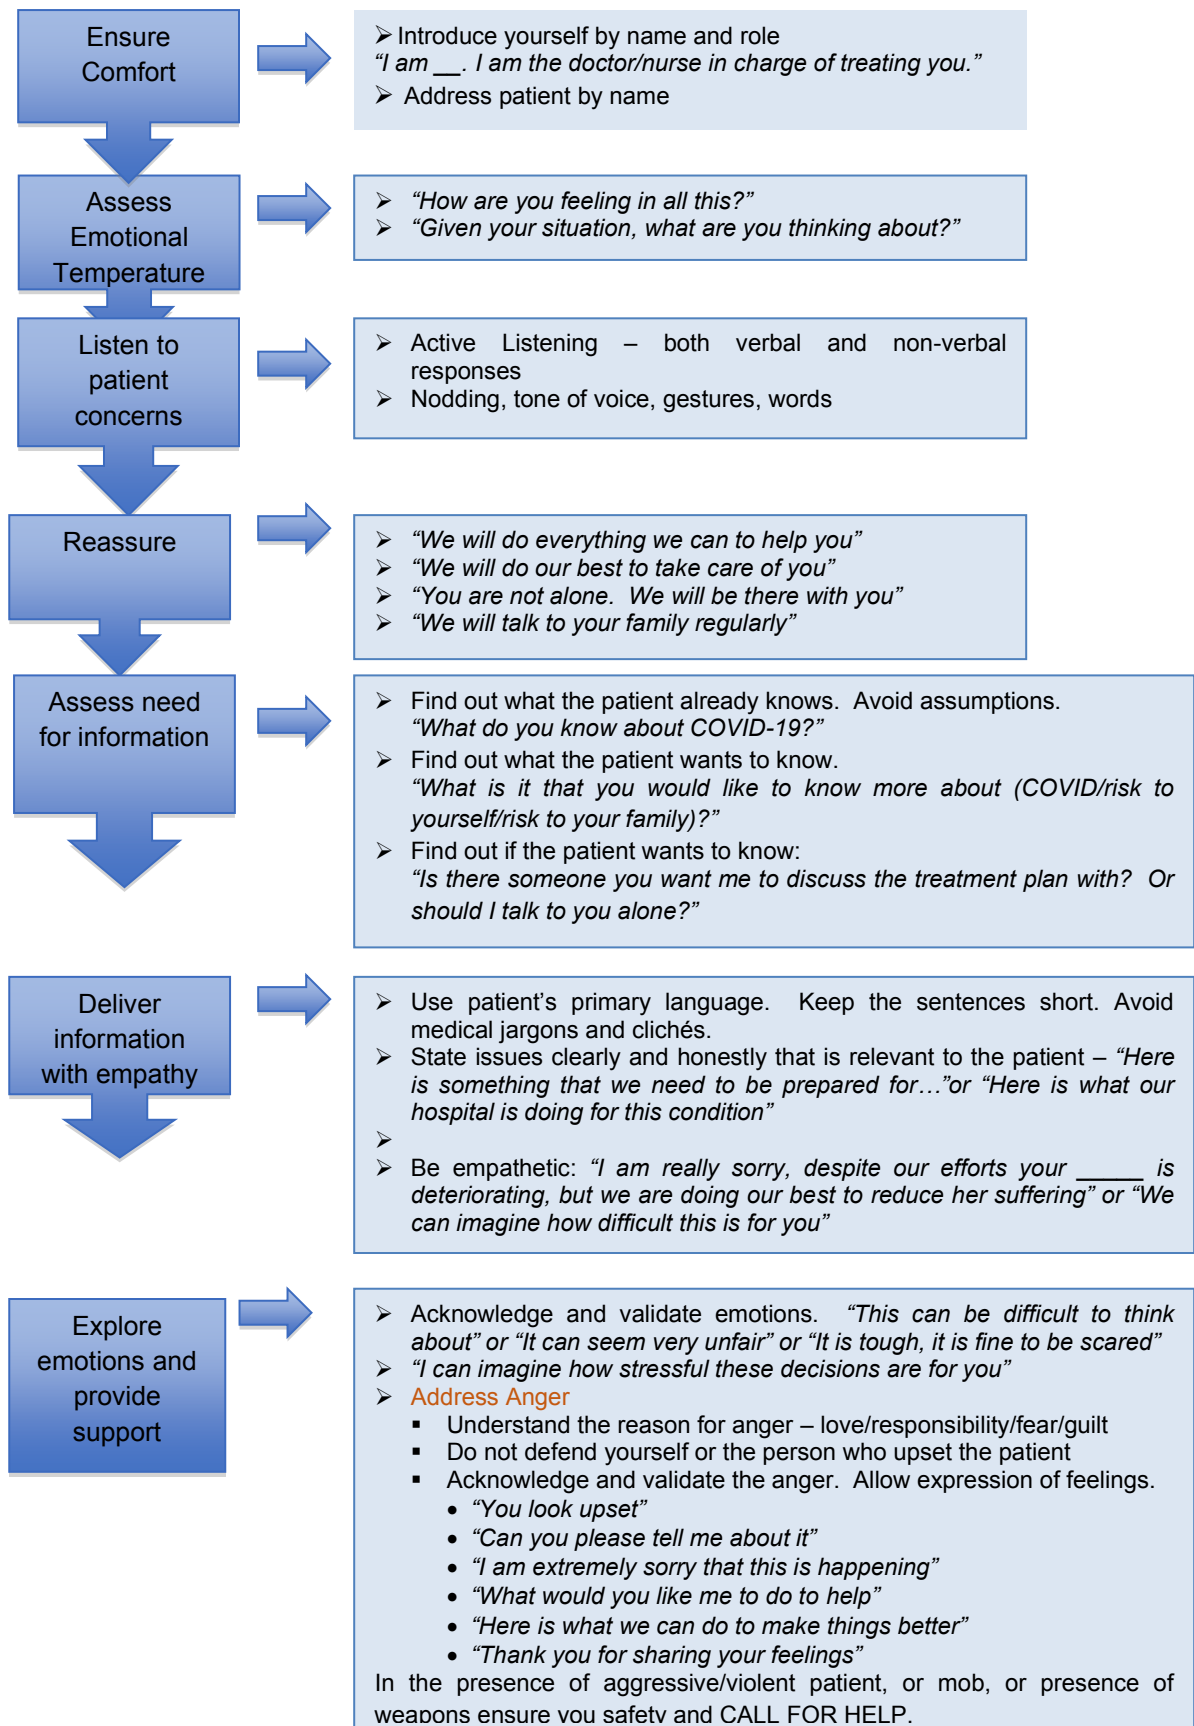 Ensure
Comfort
➢ Introduce yourself by name and role
“I am __. I am the doctor/nurse in charge of treating you.”
➢ Address patient by name
Assess
Emotional
Temperature
➢ “How are you feeling in all this?”
➢ “Given your situation, what are you thinking about?”
Listen to
patient
concerns
➢ Active Listening – both verbal and non-verbal
responses
➢ Nodding, tone of voice, gestures, words
Reassure
➢ “We will do everything we can to help you”
➢ “We will do our best to take care of you”
➢ “You are not alone. We will be there with you”
➢ “We will talk to your family regularly”
Assess need
for information
➢ Find out what the patient already knows. Avoid assumptions.
“What do you know about COVID-19?”
➢ Find out what the patient wants to know.
“What is it that you would like to know more about (COVID/risk to
yourself/risk to your family)?”
➢ Find out if the patient wants to know:
“Is there someone you want me to discuss the treatment plan with? Or
should I talk to you alone?”
Deliver
information
with empathy
➢ Use patient’s primary language. Keep the sentences short. Avoid
medical jargons and clichés.
➢ State issues clearly and honestly that is relevant to the patient – “Here
is something that we need to be prepared for…”or “Here is what our
hospital is doing for this condition”
➢
➢ Be empathetic: “I am really sorry, despite our efforts your _____ is
deteriorating, but we are doing our best to reduce her suffering” or “We
can imagine how difficult this is for you”
Explore
emotions and
provide
support
➢ Acknowledge and validate emotions. “This can be difficult to think
about” or “It can seem very unfair” or “It is tough, it is fine to be scared”
➢ “I can imagine how stressful these decisions are for you”
➢ Address Anger
▪ Understand the reason for anger – love/responsibility/fear/guilt
▪ Do not defend yourself or the person who upset the patient
▪ Acknowledge and validate the anger. Allow expression of feelings.
• “You look upset”
• “Can you please tell me about it”
• “I am extremely sorry that this is happening”
• “What would you like me to do to help”
• “Here is what we can do to make things better”
• “Thank you for sharing your feelings”
In the presence of aggressive/violent patient, or mob, or presence of
weapons ensure you safety and CALL FOR HELP.